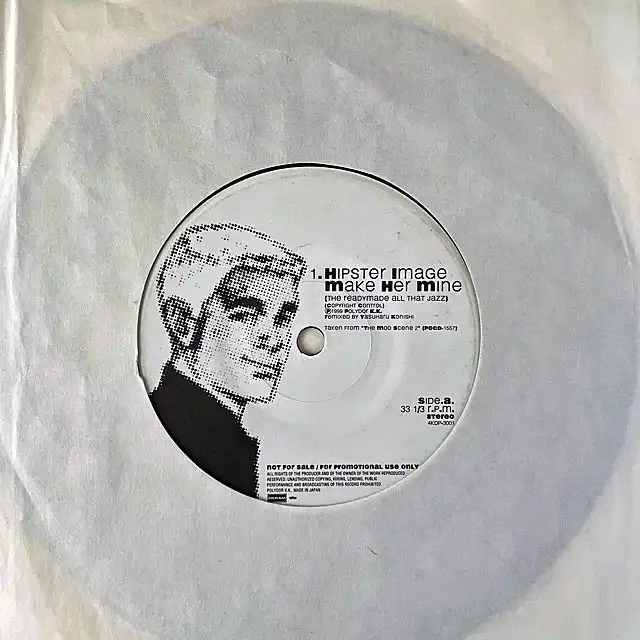 1. Hipster Image
Make Her Mine
(The Readymade All That Jazz)
(Copyright Control)
℗1999 Polydor K.K.
remixed by Yasuharu Konishi
Taken from "The Mod Scene 2" (POCD-1557)
Side.a.
33 1/3 r.p.m.
stereo
4KDP-3001
Not For Sale / For Promotional Use Only
ALL RIGHTS OF THE PRODUCER AND OF THE OWNER OF THE WORK REPRODUCED
RESERVED. UNAUTHORIZED COPYING, HIRING, LENDING, PUBLIC
PERFORMANCE AND BROADCASTING OF THIS RECORD PROHIBITED.
POLYDOR K.K. MADE IN JAPAN
DERAM